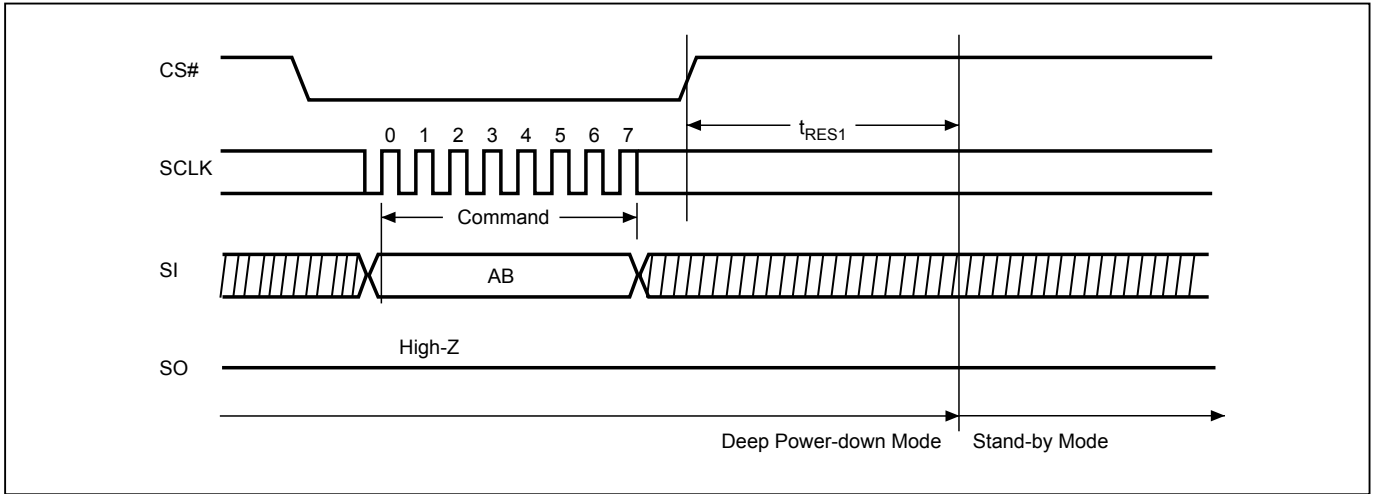 CS#
tRES1
0 1 2 3 4 5 6 7
SCLK
Command
SI
AB
High-Z
SO
Deep Power-down Mode
Stand-by Mode